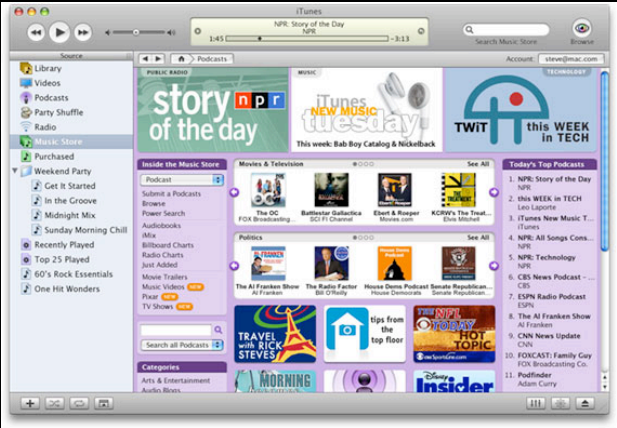 iTunes
NPR: Story of the Day
NPR
1:45
-3:13
Search Music Store
Browse
Source
Podcasts
Account:
steve@mac.com
Library
Videos
Podcasts
Party Shuffle
Radio
Music Store
Purchased
Weekend Party
Get It Started
In the Groove
Midnight Mix
Sunday Morning Chill
Recently Played
Top 25 Played
60's Rock Essentials
One Hit Wonders
PUBLIC RADIO
story
npr
of the day
MUSIC
iTunes
NEW MUSIC
tuesday
This week: Bab Boy Catalog & Nickelback
TECHNOLOGY
TWiT
this WEEK
in TECH
Inside the Music Store
Podcast
Submit a Podcasts
Browse
Power Search
Audiobooks
iMix
Billboard Charts
Radio Charts
Just Added
Movie Trailers
Music Videos NEW
Pixar NEW
TV Shows NEW
Search all Podcasts
Categories
Arts & Entertainment
Audio Blogs
Movies & Television
See All
The OC
FOX Broadcasting...
Battlestar Galactica
SCI FI Channel
Ebert & Roeper
Movies.com
THE TREATMENT
KCRW's The Treat...
Elvis Mitchell
Politics
See All
AL FRANKEN
The Al Franken Show
Al Franken
The Radio Factor
Bill O'Reilly
House Dems Podcast
House Dems Podcast
House Democrats
Senate Republican...
Senate Republican...
TRAVEL
with RICK
STEVES
tips from
the
top floor
THE NFL
TODAY
HOT
TOPIC
cbsSportsLine.com
MORNING
Disney
Insider
Today's Top Podcasts
1. NPR: Story of the Day
NPR
2. this WEEK in TECH
Leo Laporte
3. iTunes New Music T...
iTunes
4. NPR: All Songs Cons...
NPR
5. NPR: Technology
NPR
6. CBS News Podcast - ...
CBS
7. ESPN Radio Podcast
ESPN
8. The Al Franken Show
Al Franken
9. CNN News Update
CNN
10. FOXCAST: Family Guy
FOX Broadcasting Co.
11. Podfinder
Adam Curry